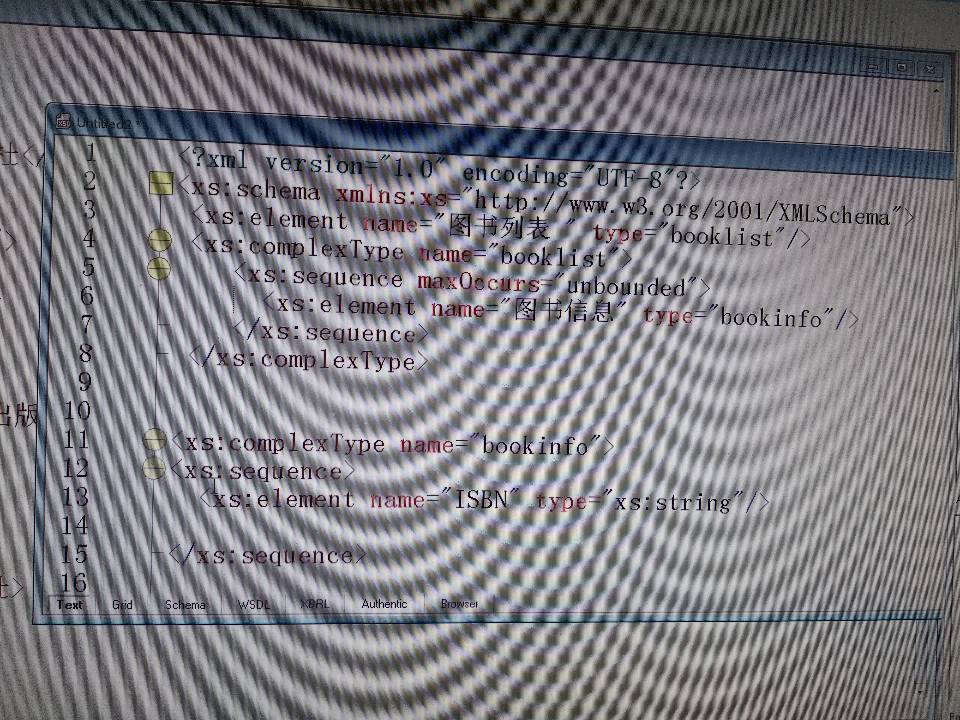 Untitled2 *
1 <?xml version="1.0" encoding="UTF-8"?>
2 <xs:schema xmlns:xs="http://www.w3.org/2001/XMLSchema">
3 <xs:element name="图书列表 " type="booklist"/>
4 <xs:complexType name="booklist">
5 <xs:sequence maxOccurs="unbounded">
6 <xs:element name="图书信息" type="bookinfo"/>
7 </xs:sequence>
8 </xs:complexType>
9
10
11 <xs:complexType name="bookinfo">
12 <xs:sequence>
13 <xs:element name="ISBN" type="xs:string"/>
14
15 </xs:sequence>
16
Text Grid Schema WSDL XBRL Authentic Browser
社</
出版
社>